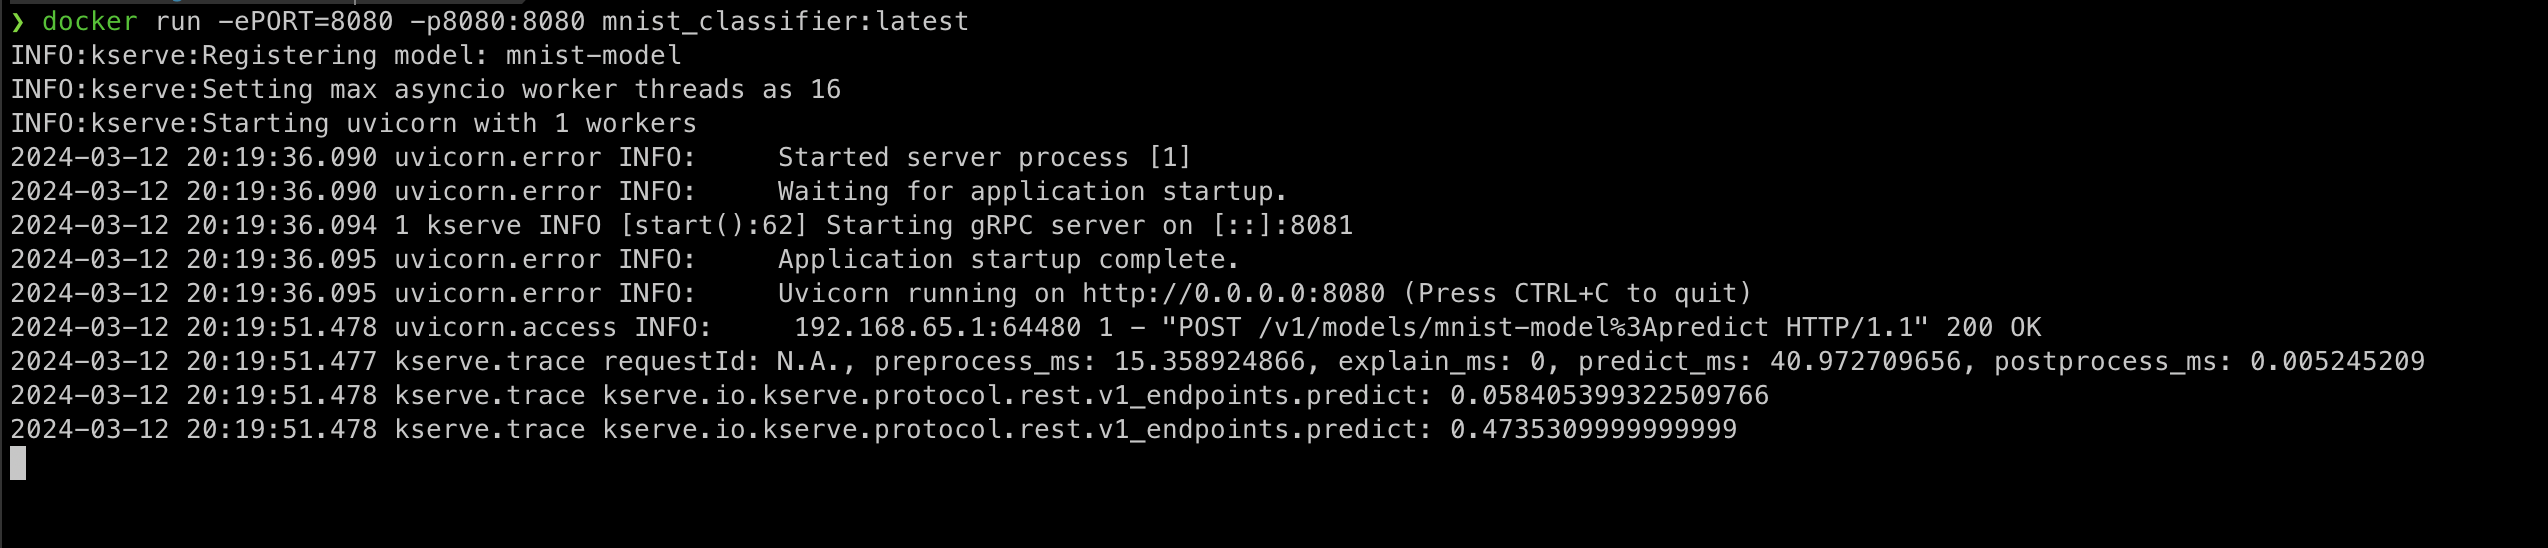 ❯ docker run -ePORT=8080 -p8080:8080 mnist_classifier:latest
INFO:kserve:Registering model: mnist-model
INFO:kserve:Setting max asyncio worker threads as 16
INFO:kserve:Starting uvicorn with 1 workers
2024-03-12 20:19:36.090 uvicorn.error INFO:     Started server process [1]
2024-03-12 20:19:36.090 uvicorn.error INFO:     Waiting for application startup.
2024-03-12 20:19:36.094 1 kserve INFO [start():62] Starting gRPC server on [::]:8081
2024-03-12 20:19:36.095 uvicorn.error INFO:     Application startup complete.
2024-03-12 20:19:36.095 uvicorn.error INFO:     Uvicorn running on http://0.0.0.0:8080 (Press CTRL+C to quit)
2024-03-12 20:19:51.478 uvicorn.access INFO:     192.168.65.1:64480 1 - "POST /v1/models/mnist-model%3Apredict HTTP/1.1" 200 OK
2024-03-12 20:19:51.477 kserve.trace requestId: N.A., preprocess_ms: 15.358924866, explain_ms: 0, predict_ms: 40.972709656, postprocess_ms: 0.005245209
2024-03-12 20:19:51.478 kserve.trace kserve.io.kserve.protocol.rest.v1_endpoints.predict: 0.058405399322509766
2024-03-12 20:19:51.478 kserve.trace kserve.io.kserve.protocol.rest.v1_endpoints.predict: 0.4735309999999999